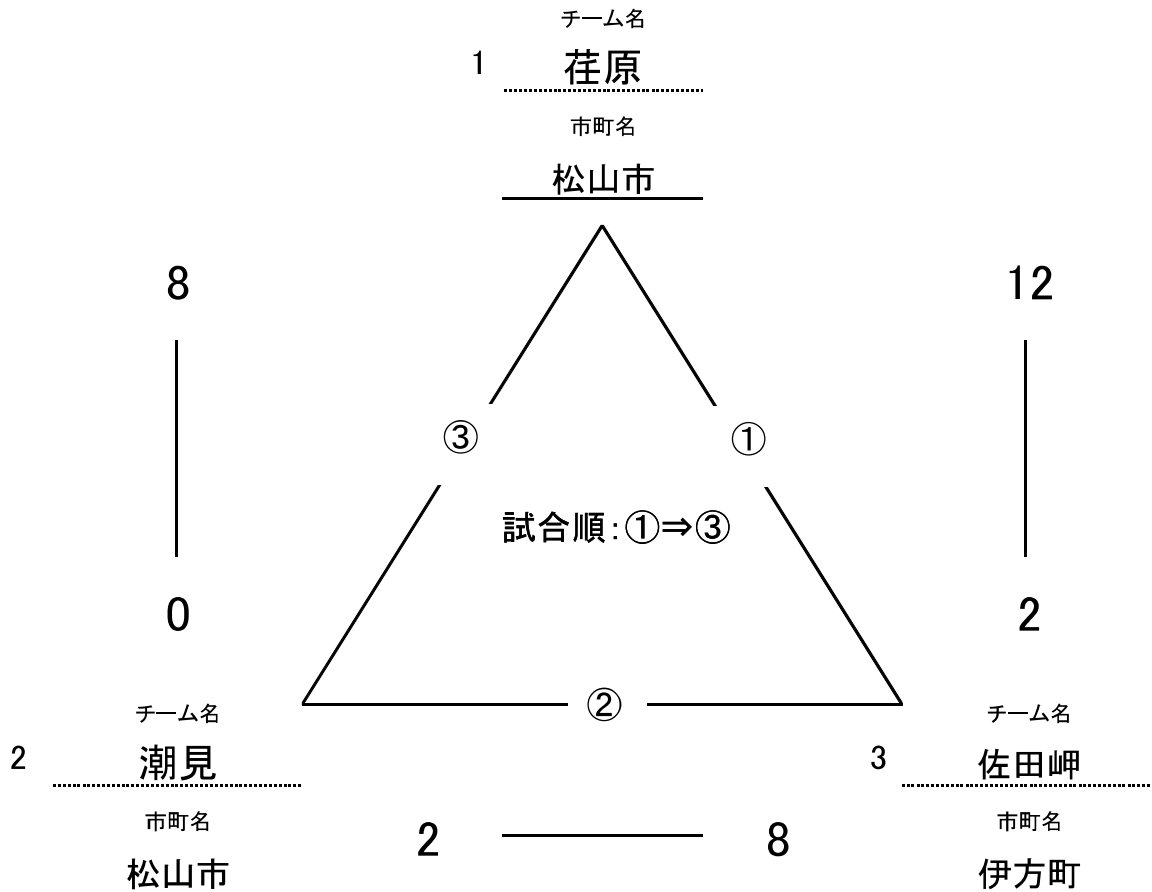 チーム名
1 荏原
市町名
松山市
8
12
③
①
試合順:①⇒③
0
2
②
チーム名
2 潮見
市町名
松山市
チーム名
3 佐田岬
市町名
伊方町
2
8